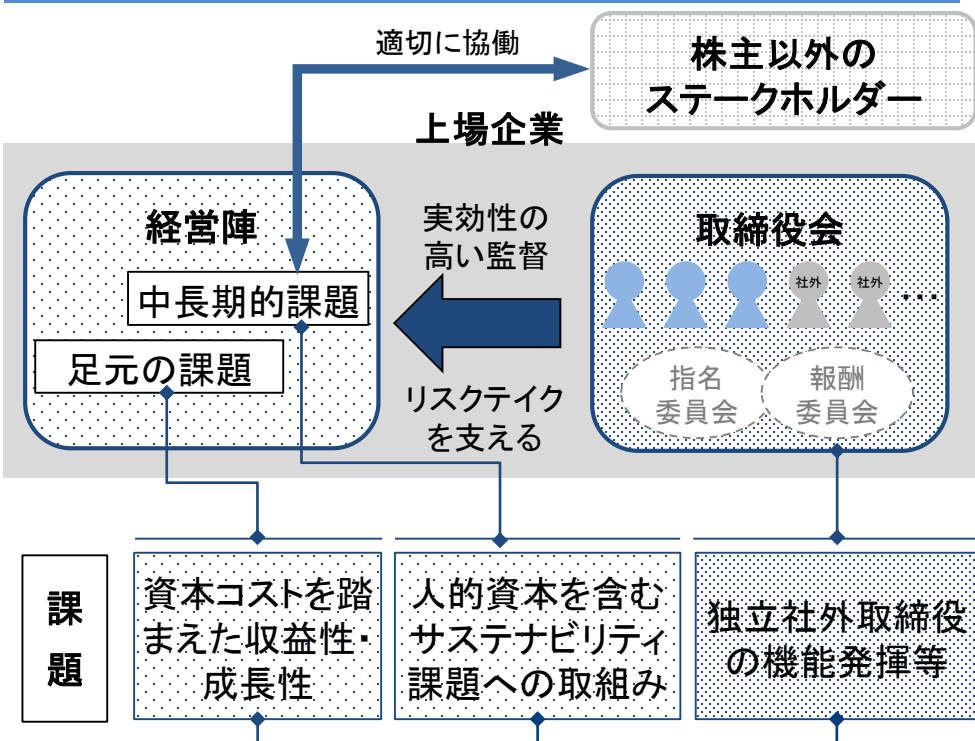 適切に協働
株主以外の
ステークホルダー
上場企業
経営陣
中長期的課題
足元の課題
実効性の
高い監督
リスクテイク
を支える
取締役会
社外
社外
…
指名
委員会
報酬
委員会
課
題
資本コストを踏
まえた収益性・
成長性
人的資本を含む
サステナビリティ
課題への取組み
独立社外取締役
の機能発揮等